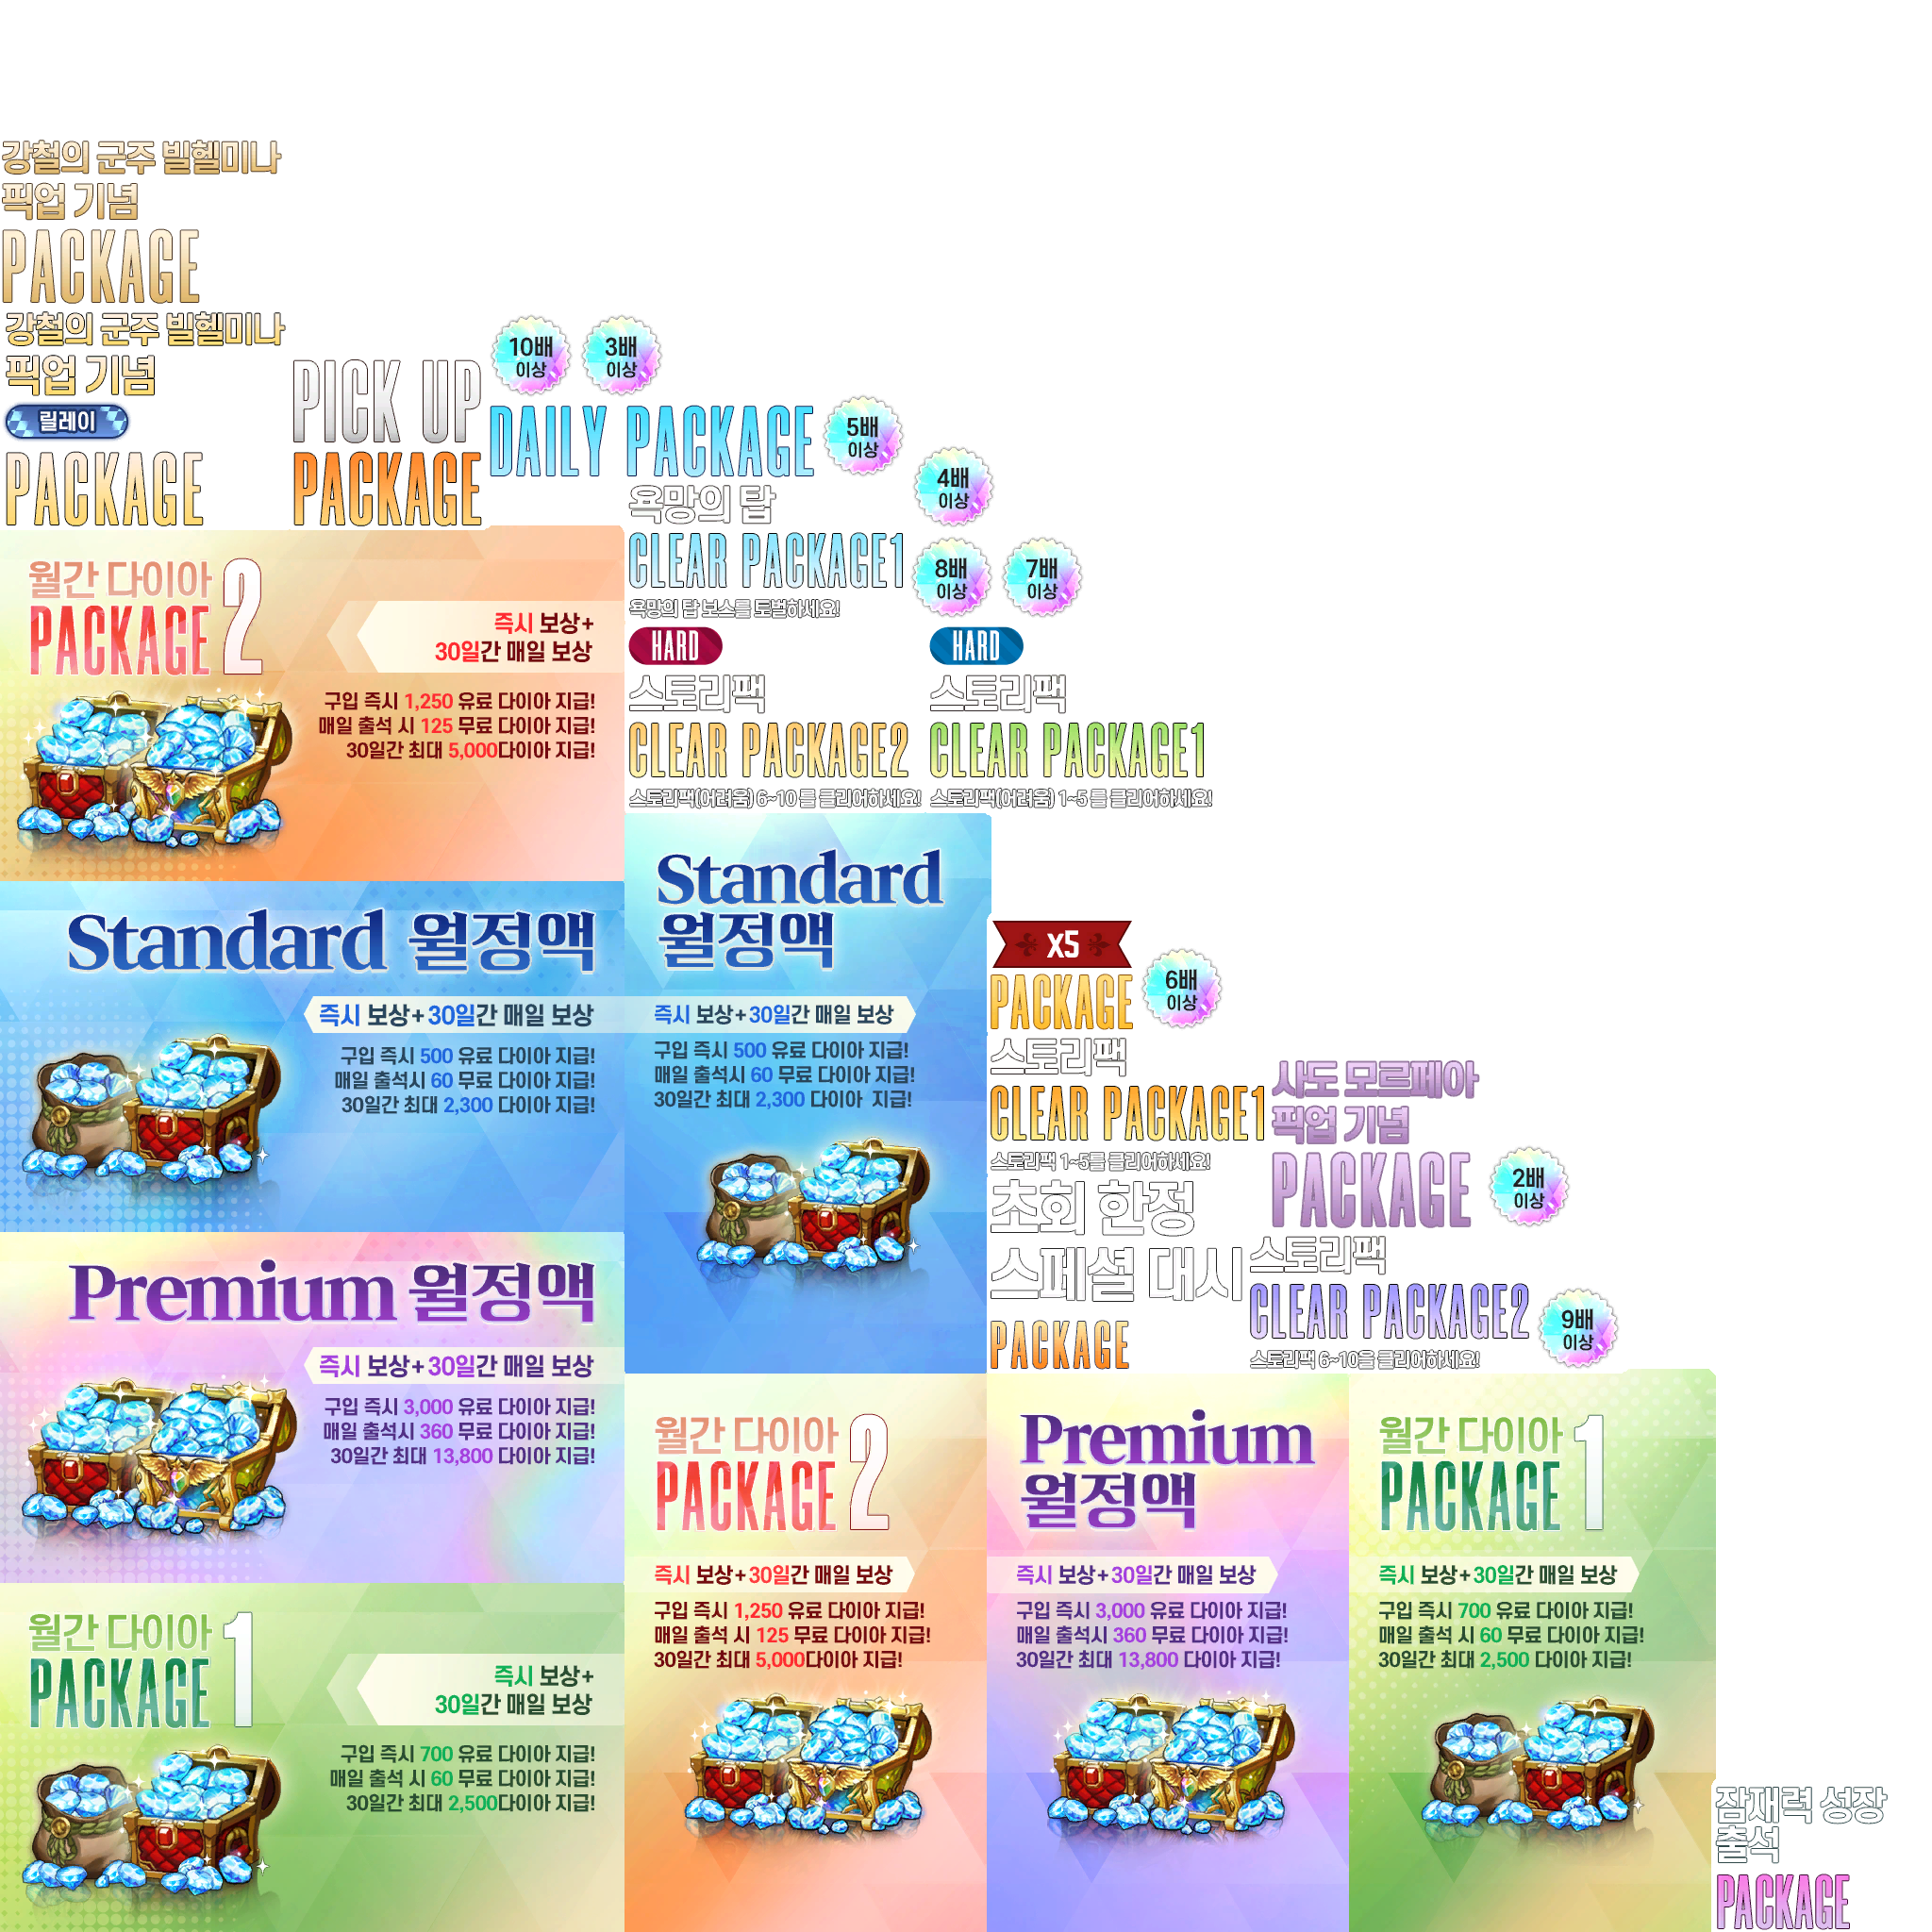 강철의 군주 빌헬미나
픽업 기념
PACKAGE
강철의 군주 빌헬미나
픽업 기념
릴레이
PACKAGE
PICK UP
PACKAGE
10배
이상
3배
이상
DAILY PACKAGE
5배
이상
욕망의 탑
CLEAR PACKAGE1
욕망의 탑 보스를 토벌하세요!
4배
이상
8배
이상
7배
이상
HARD
스토리팩
CLEAR PACKAGE2
스토리팩(어려움) 6~10 를 클리어하세요!
HARD
스토리팩
CLEAR PACKAGE1
스토리팩(어려움) 1~5 를 클리어하세요!
월간 다이아
PACKAGE 2
즉시 보상+
30일간 매일 보상
구입 즉시 1,250 유료 다이아 지급!
매일 출석 시 125 무료 다이아 지급!
30일간 최대 5,000다이아 지급!
Standard 월정액
즉시 보상+30일간 매일 보상
구입 즉시 500 유료 다이아 지급!
매일 출석시 60 무료 다이아 지급!
30일간 최대 2,300 다이아 지급!
Standard
월정액
즉시 보상+30일간 매일 보상
구입 즉시 500 유료 다이아 지급!
매일 출석시 60 무료 다이아 지급!
30일간 최대 2,300 다이아 지급!
X5
PACKAGE
6배
이상
스토리팩
CLEAR PACKAGE1
스토리팩 1~5를 클리어하세요!
초회 한정
스페셜 대시
PACKAGE
사도 모르페아
픽업 기념
PACKAGE
2배
이상
스토리팩
CLEAR PACKAGE2
스토리팩 6~10을 클리어하세요!
9배
이상
Premium 월정액
즉시 보상+30일간 매일 보상
구입 즉시 3,000 유료 다이아 지급!
매일 출석시 360 무료 다이아 지급!
30일간 최대 13,800 다이아 지급!
월간 다이아
PACKAGE 1
즉시 보상+
30일간 매일 보상
구입 즉시 700 유료 다이아 지급!
매일 출석 시 60 무료 다이아 지급!
30일간 최대 2,500다이아 지급!
월간 다이아
PACKAGE 2
즉시 보상+30일간 매일 보상
구입 즉시 1,250 유료 다이아 지급!
매일 출석 시 125 무료 다이아 지급!
30일간 최대 5,000다이아 지급!
Premium
월정액
즉시 보상+30일간 매일 보상
구입 즉시 3,000 유료 다이아 지급!
매일 출석시 360 무료 다이아 지급!
30일간 최대 13,800 다이아 지급!
월간 다이아
PACKAGE 1
즉시 보상+30일간 매일 보상
구입 즉시 700 유료 다이아 지급!
매일 출석 시 60 무료 다이아 지급!
30일간 최대 2,500 다이아 지급!
잠재력 성장
출석
PACKAGE